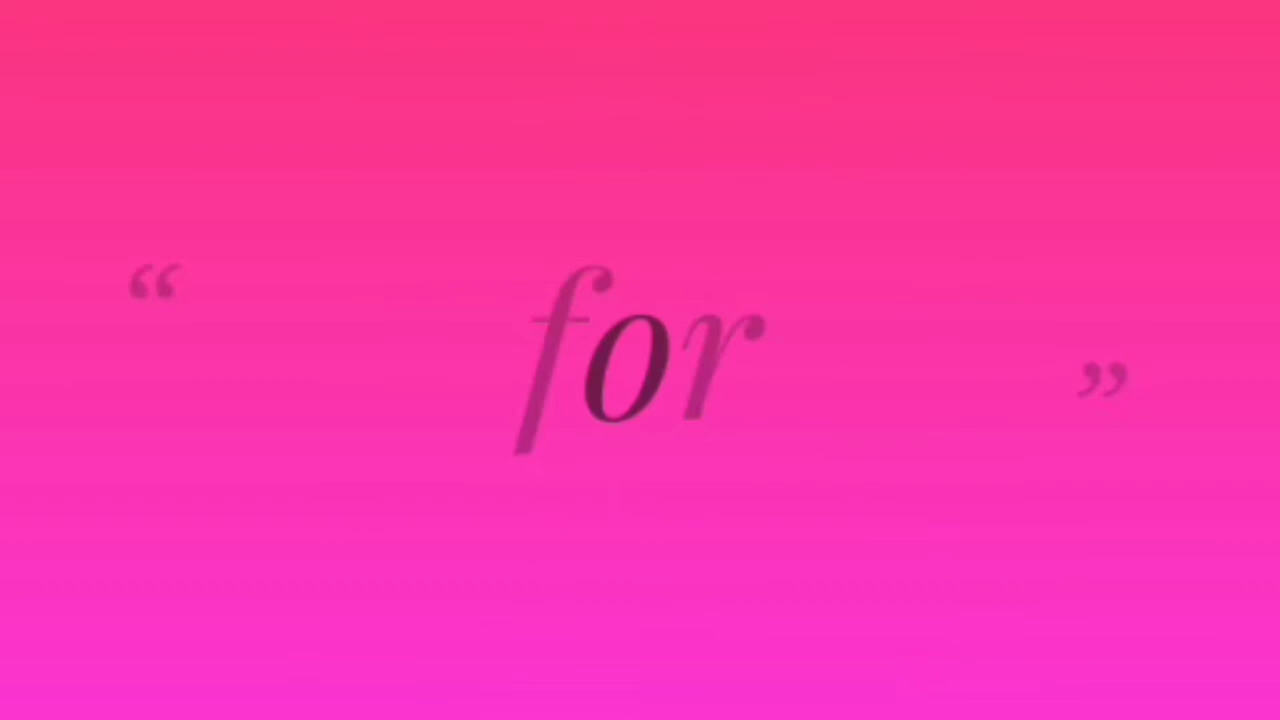 “ for ”